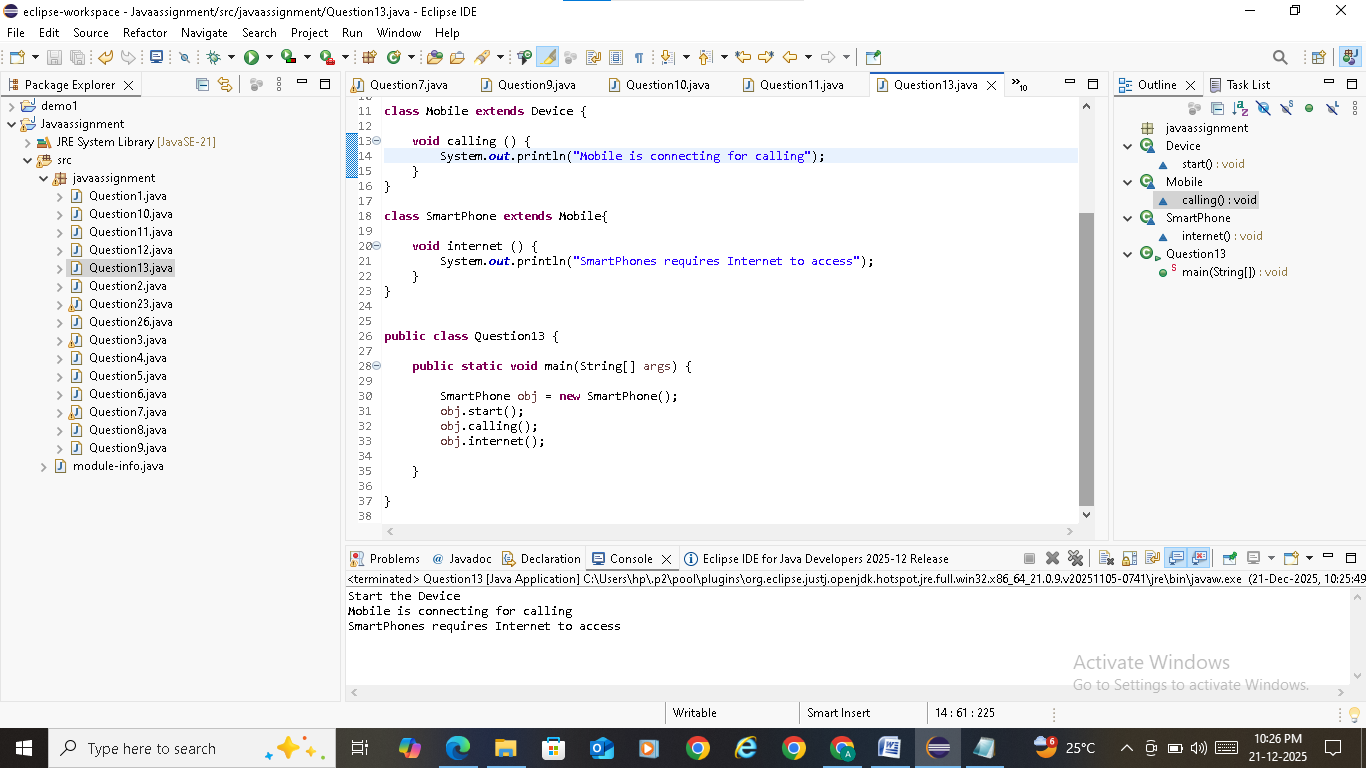 eclipse-workspace - Javaassignment/src/javaassignment/Question13.java - Eclipse IDE
File Edit Source Refactor Navigate Search Project Run Window Help
Package Explorer
demo1
Javaassignment
JRE System Library [JavaSE-21]
src
javaassignment
Question1.java
Question10.java
Question11.java
Question12.java
Question13.java
Question2.java
Question23.java
Question26.java
Question3.java
Question4.java
Question5.java
Question6.java
Question7.java
Question8.java
Question9.java
module-info.java
Question7.java Question9.java Question10.java Question11.java Question13.java »10
10
11 class Mobile extends Device {
12
13 void calling () {
14 System.out.println("Mobile is connecting for calling");
15 }
16 }
17
18 class SmartPhone extends Mobile{
19
20 void internet () {
21 System.out.println("SmartPhones requires Internet to access");
22 }
23 }
24
25
26 public class Question13 {
27
28 public static void main(String[] args) {
29
30 SmartPhone obj = new SmartPhone();
31 obj.start();
32 obj.calling();
33 obj.internet();
34
35 }
36
37 }
38
Outline Task List
javaassignment
Device
start() : void
Mobile
calling() : void
SmartPhone
internet() : void
Question13
main(String[]) : void
Problems @ Javadoc Declaration Console Eclipse IDE for Java Developers 2025-12 Release
<terminated> Question13 [Java Application] C:\Users\hp\.p2\pool\plugins\org.eclipse.justj.openjdk.hotspot.jre.full.win32.x86_64_21.0.9.v20251105-0741\jre\bin\javaw.exe (21-Dec-2025, 10:25:49
Start the Device
Mobile is connecting for calling
SmartPhones requires Internet to access
Activate Windows
Go to Settings to activate Windows.
Writable Smart Insert 14 : 61 : 225
Type here to search
6 25°C
10:26 PM
21-12-2025